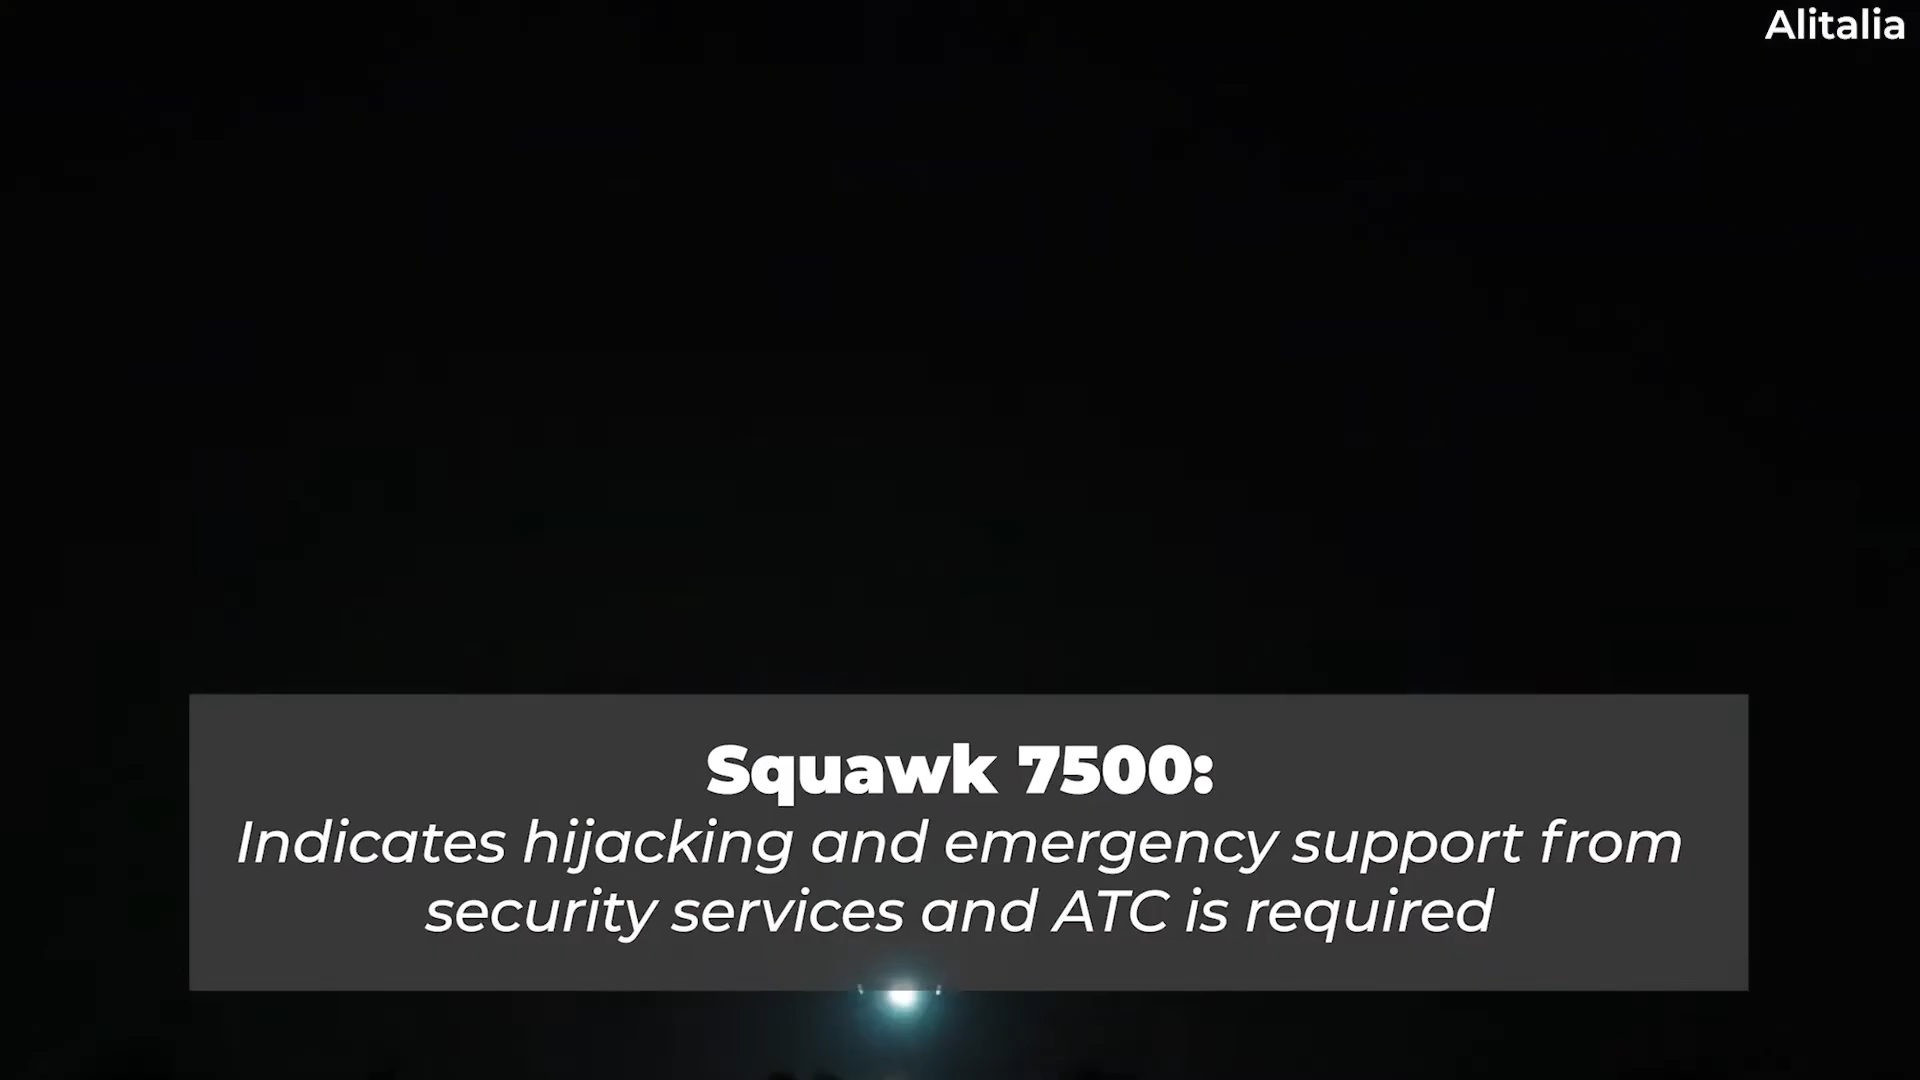 Alitalia
Squawk 7500:
Indicates hijacking and emergency support from
security services and ATC is required